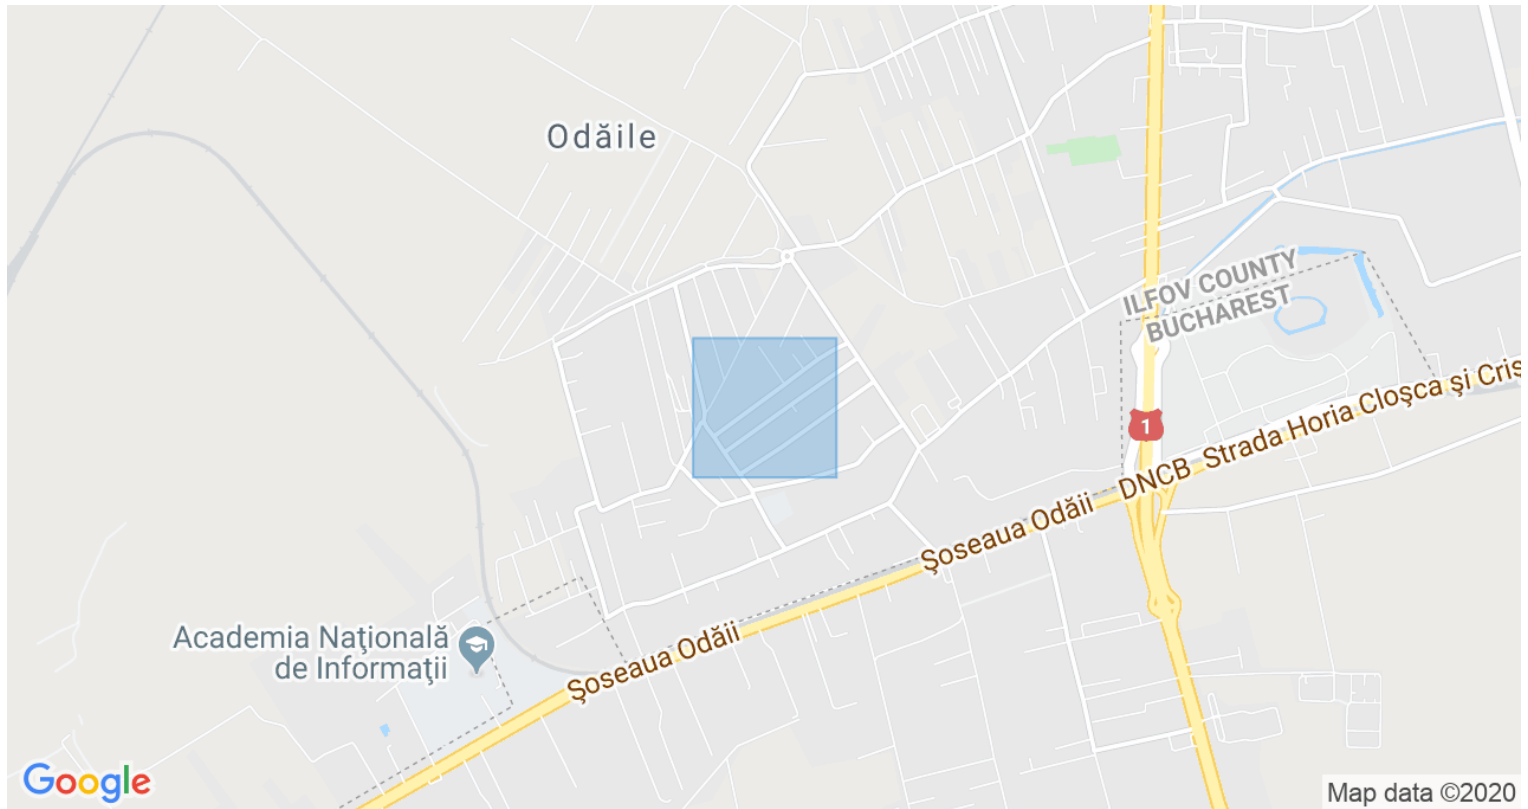 Odăile
ILFOV COUNTY
BUCHAREST
1
DNCB
Strada Horia Cloşca şi Criş
Şoseaua Odăii
Academia Naţională
de Informaţii
Şoseaua Odăii
Google
Map data ©2020